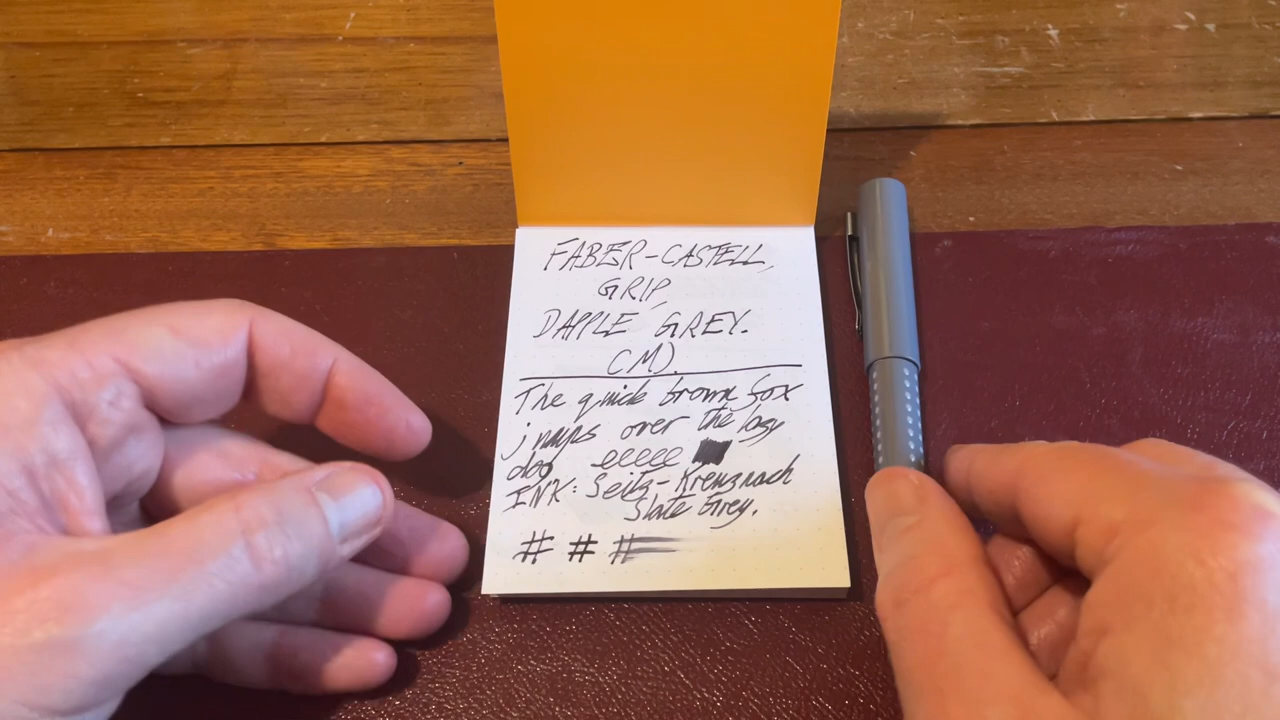 FABER-CASTELL,
GRIP,
DAPPLE GREY.
(M).
The quick brown fox
jumps over the lazy
dog eeeee
INK: Seitz-Kreuznach
Slate Grey.
# # #